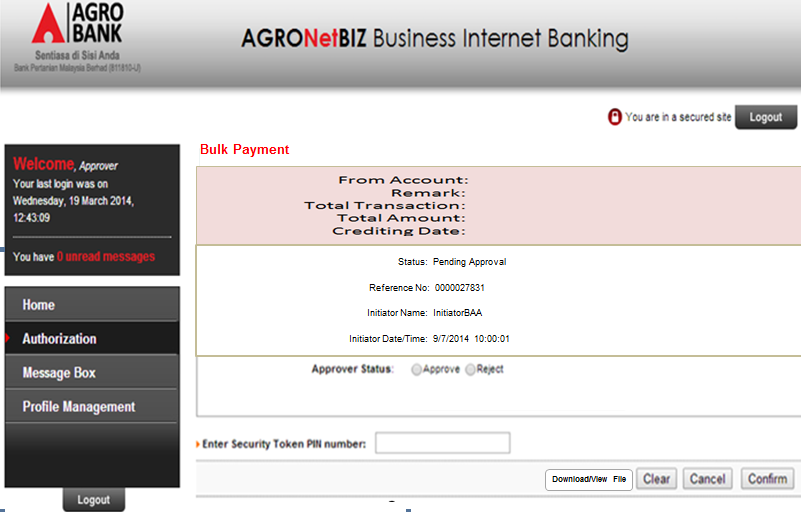 AGRO
BANK
Sentiasa di Sisi Anda
Bank Pertanian Malaysia Berhad (811810-U)
AGRONetBIZ Business Internet Banking
You are in a secured site
Logout
Welcome, Approver
Your last login was on
Wednesday, 19 March 2014,
12:43:09
You have 0 unread messages
Home
Authorization
Message Box
Profile Management
Logout
Bulk Payment
From Account:
Remark:
Total Transaction:
Total Amount:
Crediting Date:
Status: Pending Approval
Reference No: 0000027831
Initiator Name: InitiatorBAA
Initiator Date/Time: 9/7/2014 10:00:01
Approver Status: Approve Reject
Enter Security Token PIN number:
Download/View File Clear Cancel Confirm